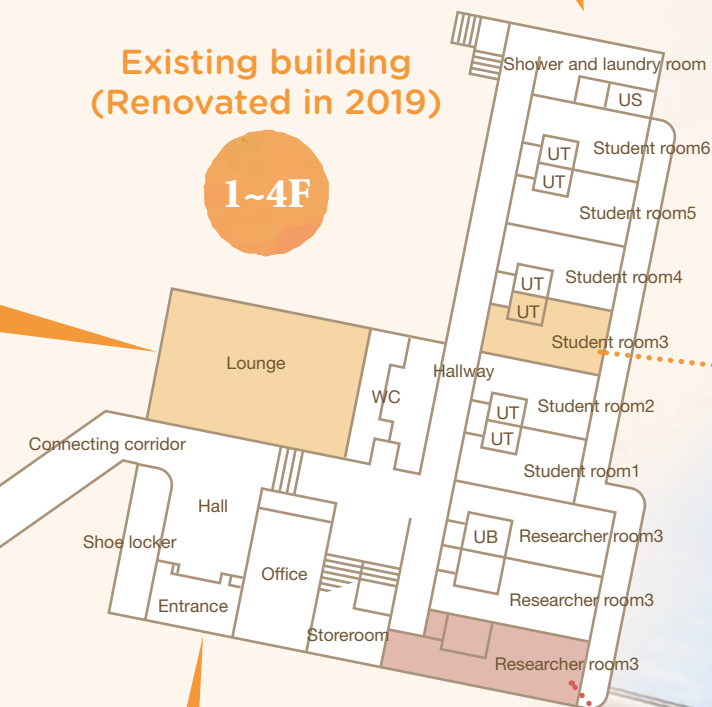 Existing building
(Renovated in 2019)
1~4F
Shower and laundry room
US
Student room6
UT
UT
Student room5
Student room4
UT
UT
Student room3
Lounge
Hallway
WC
Student room2
UT
UT
Connecting corridor
Student room1
Hall
Shoe locker
UB
Researcher room3
Office
Entrance
Researcher room3
Storeroom
Researcher room3